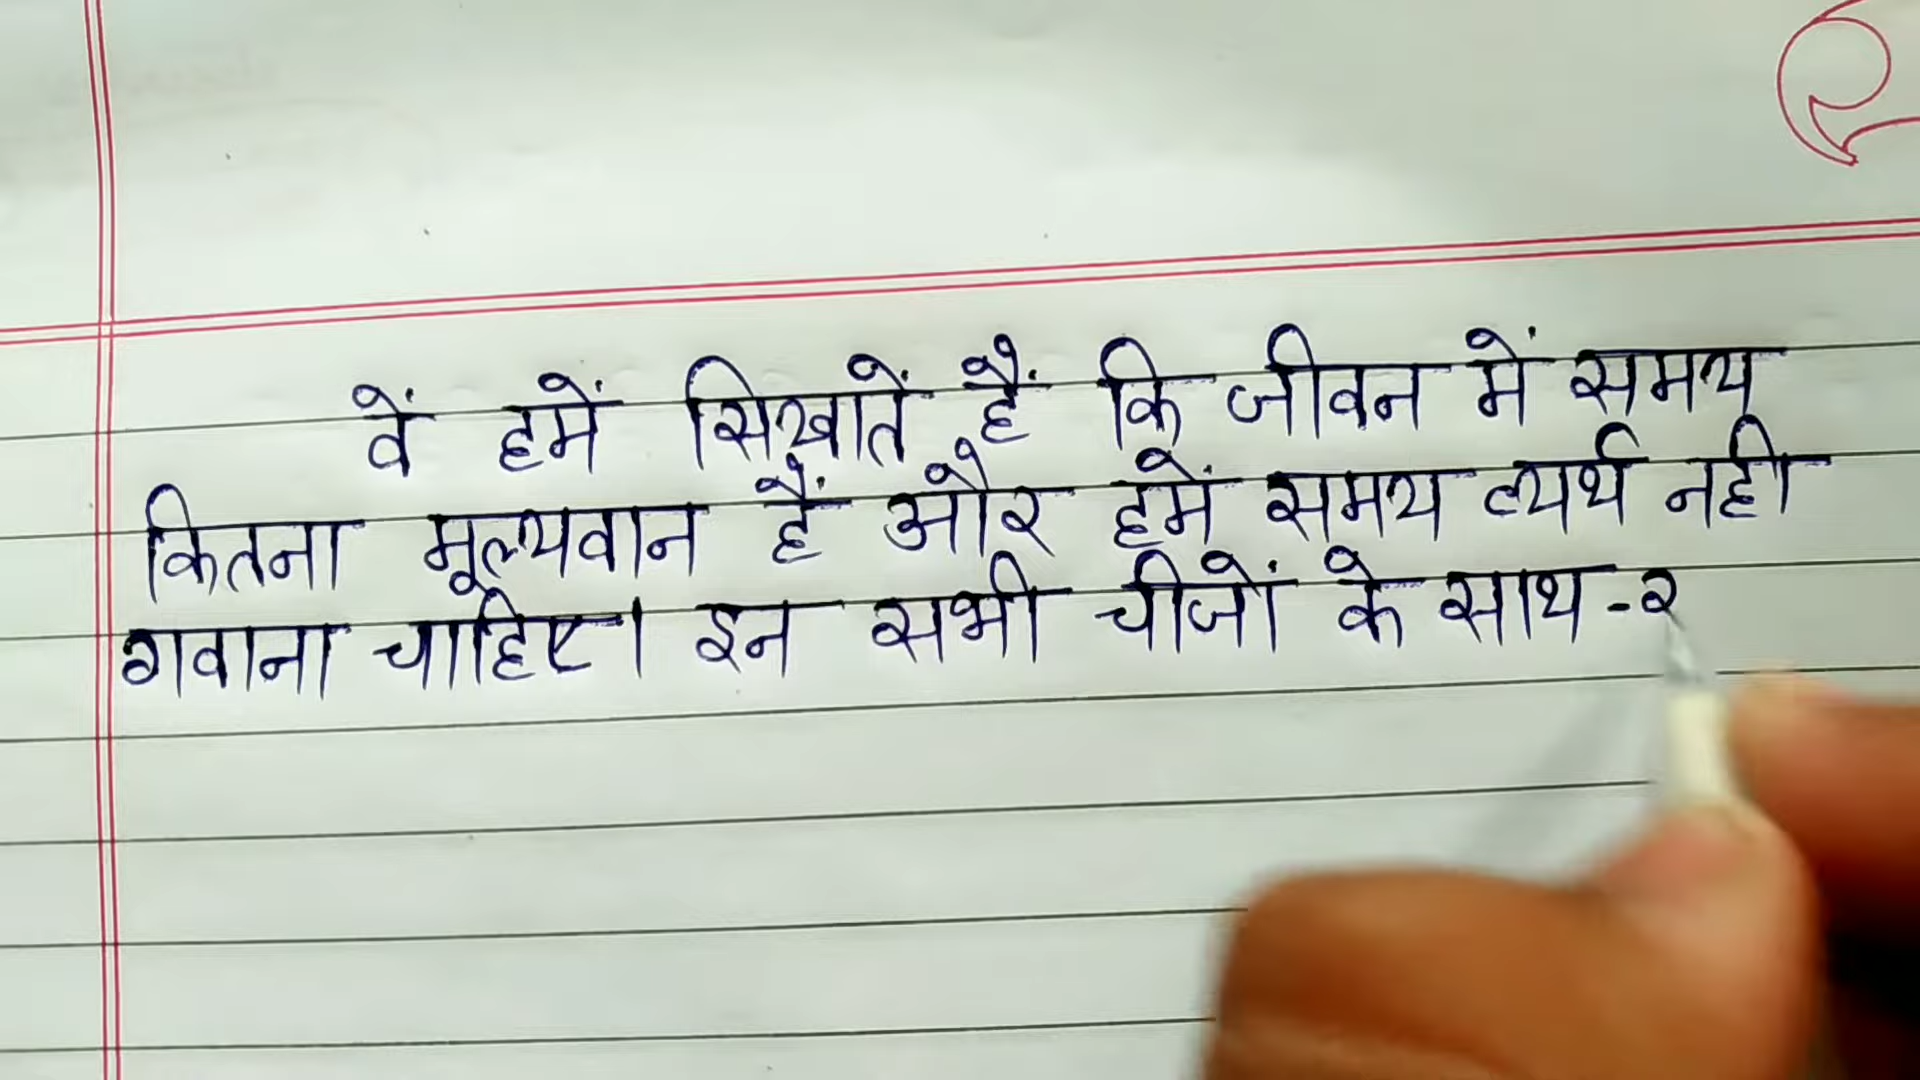 वें हमें सिखातें हैं कि जीवन में समय
कितना मूल्यवान हैं और हमें समय व्यर्थ नही
गवाना चाहिए। इन सभी चीजों के साथ-२